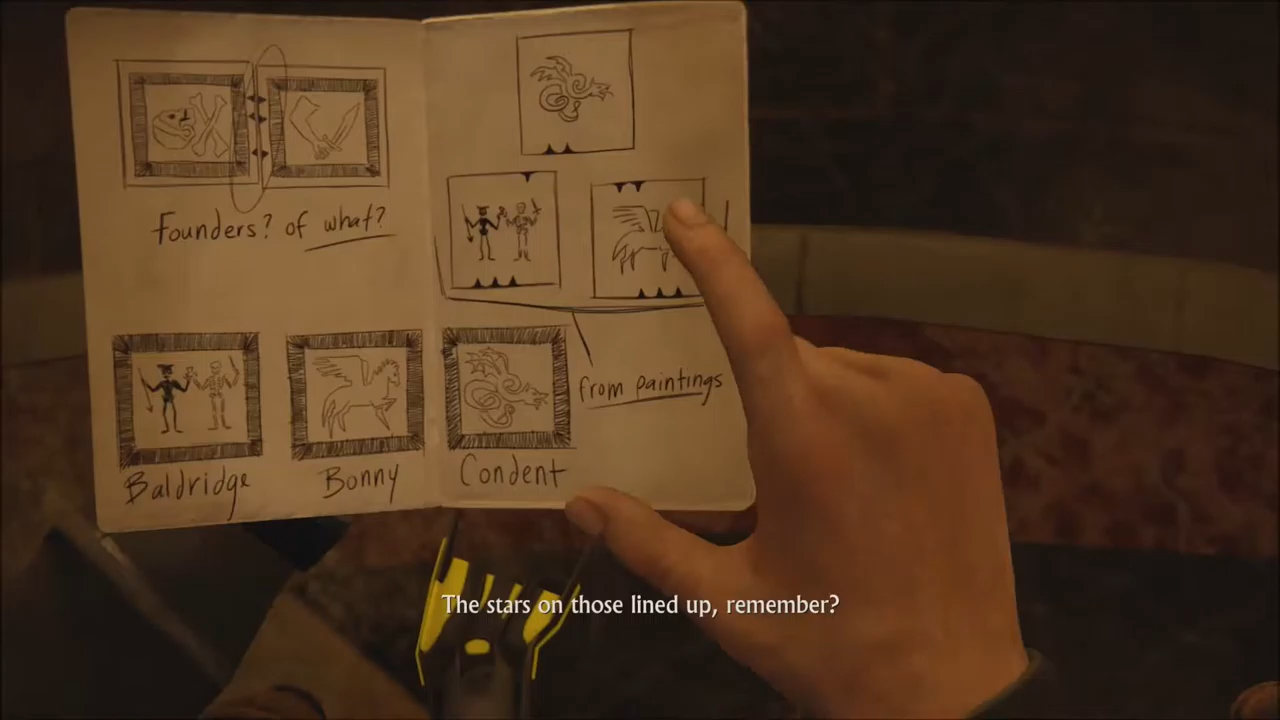 Founders? of what?
from paintings
Baldridge
Bonny
Condent
The stars on those lined up, remember?